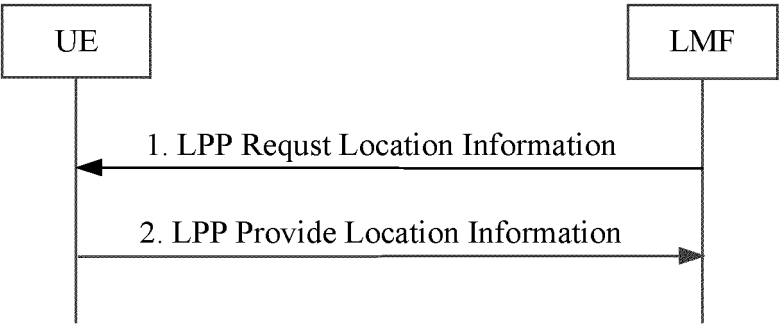 UE
LMF
1. LPP Requst Location Information
2. LPP Provide Location Information